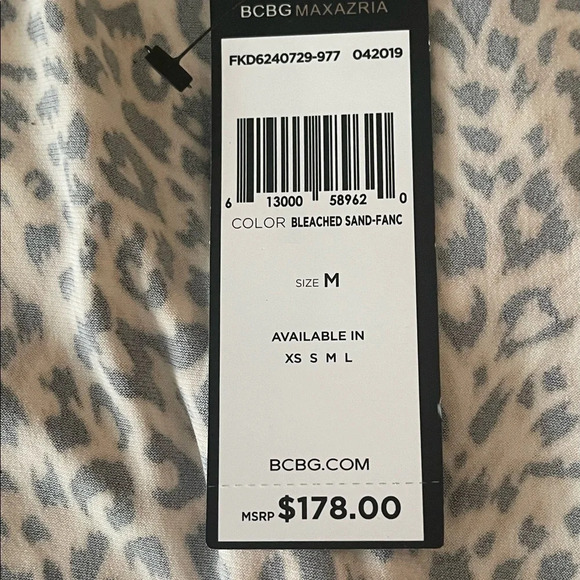 BCBGMAXAZRIA
FKD6240729-977 042019
6 13000 58962 0
COLOR BLEACHED SAND-FANC
SIZE M
AVAILABLE IN
XS S M L
BCBG.COM
MSRP $178.00